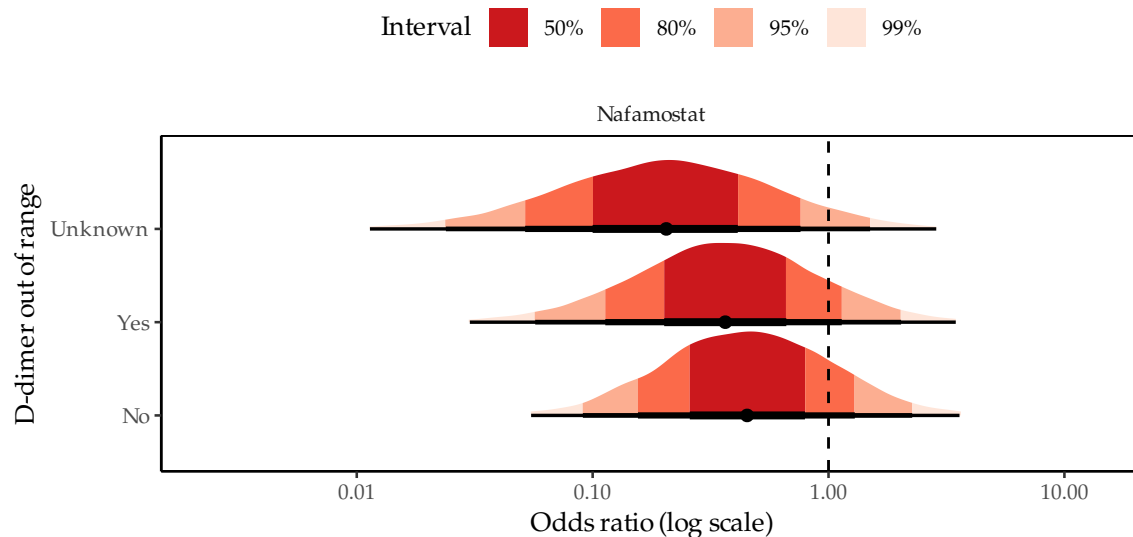 Interval 50% 80% 95% 99%
Nafamostat
D-dimer out of range
Unknown
Yes
No
0.01 0.10 1.00 10.00
Odds ratio (log scale)